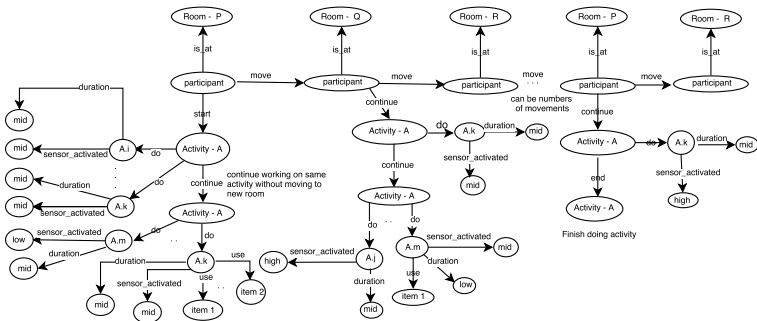 Room - P
Room - Q
Room - R
Room - P
Room - R
is_at
is_at
is_at
is_at
is_at
participant
move
participant
move
participant
move
. . .
can be numbers
of movements
participant
move
participant
duration
start
continue
continue
mid
mid
sensor_activated
A.i
do
Activity - A
Activity - A
do
A.k
duration
mid
sensor_activated
mid
Activity - A
do
A.k
duration
mid
sensor_activated
high
mid
duration
do
continue
continue working on same
activity without moving to
new room
continue
end
mid
sensor_activated
A.k
Activity - A
Activity - A
Activity - A
Finish doing activity
low
sensor_activated
A.m
do
. .
do
do
. .
do
mid
duration
A.k
use
item 2
high
sensor_activated
A.j
A.m
sensor_activated
mid
duration
mid
sensor_activated
mid
use
item 1
. .
duration
mid
use
item 1
duration
low